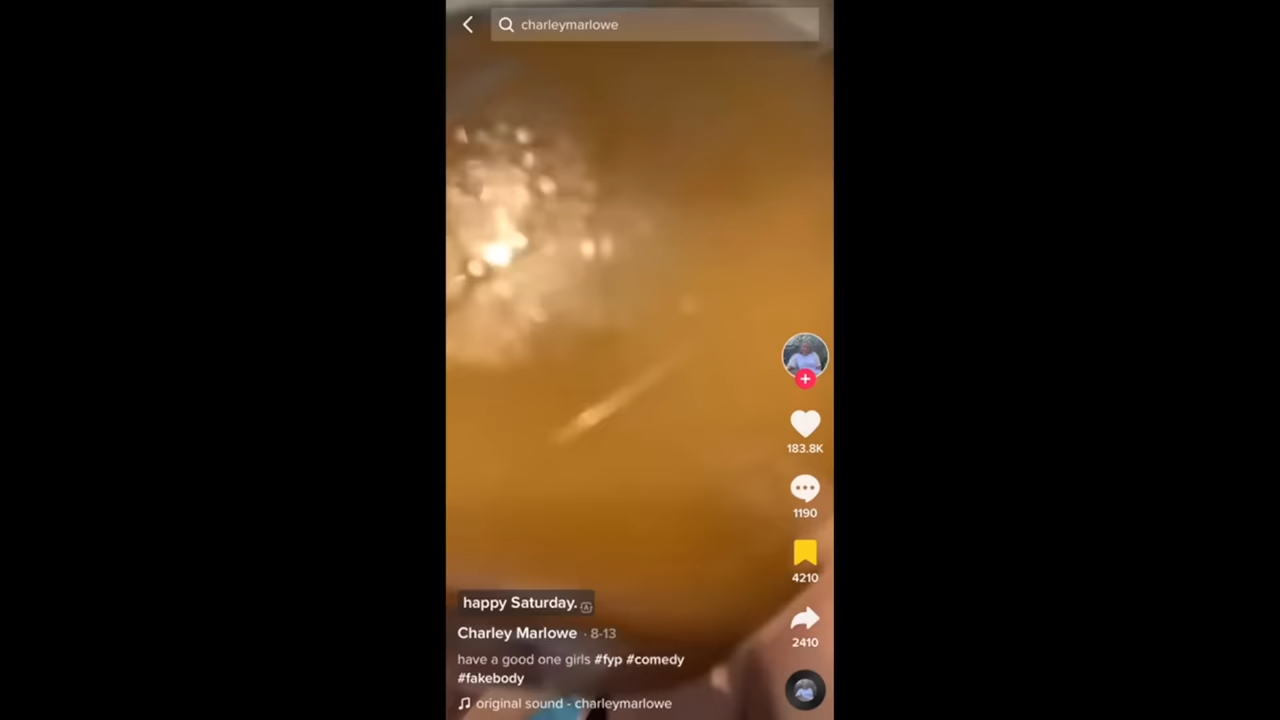 charleymarlowe
183.8K
1190
4210
2410
happy Saturday.
Charley Marlowe · 8-13
have a good one girls #fyp #comedy
#fakebody
original sound - charleymarlowe